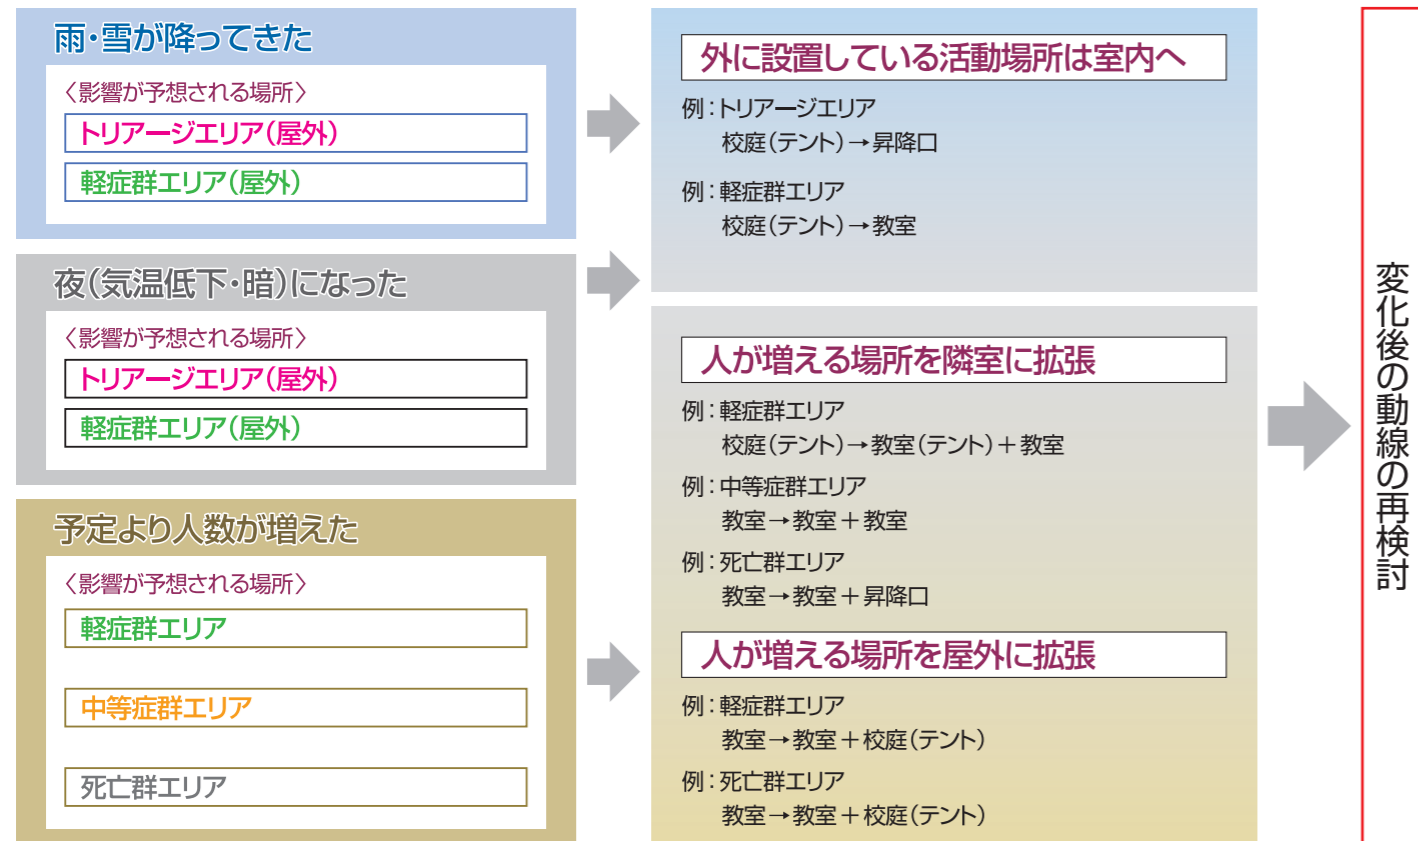 雨・雪が降ってきた
〈影響が予想される場所〉
トリアージエリア(屋外)
軽症群エリア(屋外)
夜(気温低下・暗)になった
〈影響が予想される場所〉
トリアージエリア(屋外)
軽症群エリア(屋外)
予定より人数が増えた
〈影響が予想される場所〉
軽症群エリア
中等症群エリア
死亡群エリア
外に設置している活動場所は室内へ
例：トリアージエリア
校庭(テント)→昇降口
例：軽症群エリア
校庭(テント)→教室
人が増える場所を隣室に拡張
例：軽症群エリア
校庭(テント)→教室(テント)＋教室
例：中等症群エリア
教室→教室＋教室
例：死亡群エリア
教室→教室＋昇降口
人が増える場所を屋外に拡張
例：軽症群エリア
教室→教室＋校庭(テント)
例：死亡群エリア
教室→教室＋校庭(テント)
変化後の動線の再検討